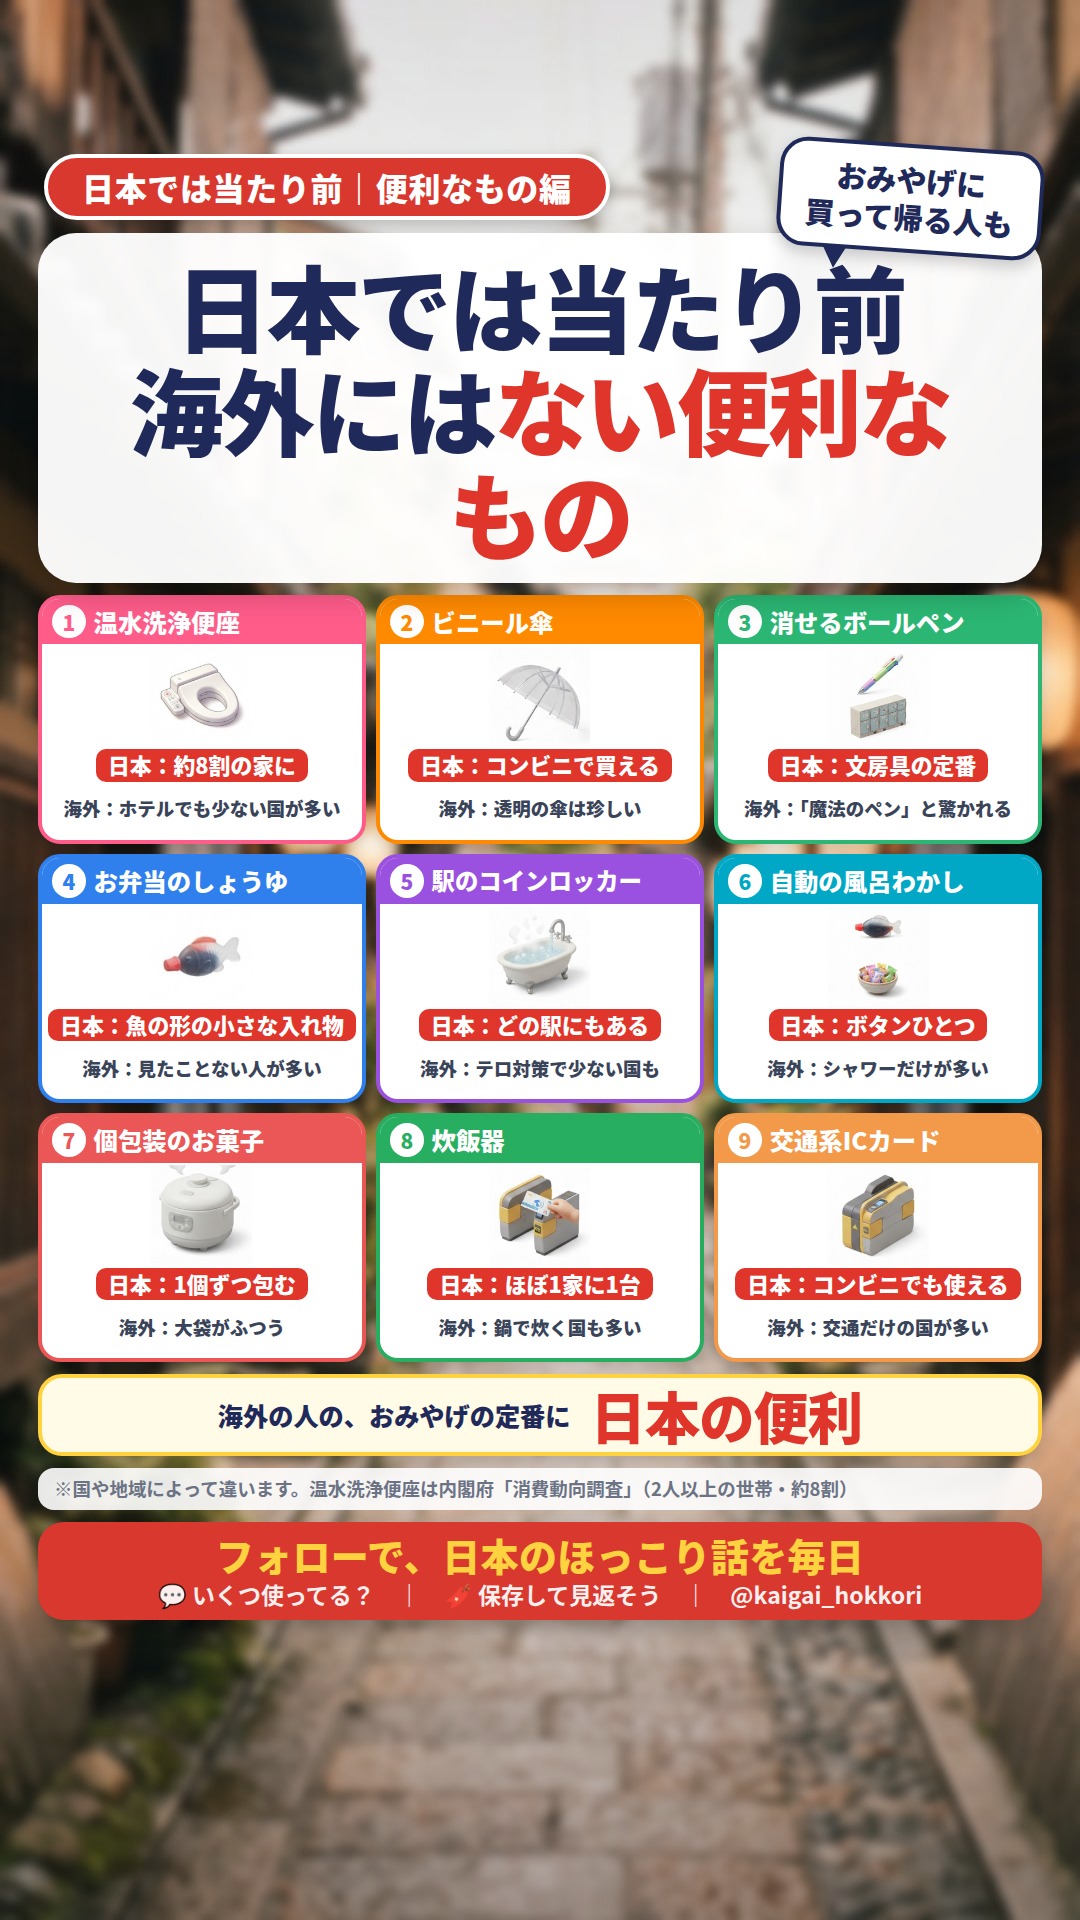 日本では当たり前｜便利なもの編
おみやげに
買って帰る人も
日本では当たり前
海外にはない便利な
もの
1 温水洗浄便座
日本：約8割の家に
海外：ホテルでも少ない国が多い
2 ビニール傘
日本：コンビニで買える
海外：透明の傘は珍しい
3 消せるボールペン
日本：文房具の定番
海外：「魔法のペン」と驚かれる
4 お弁当のしょうゆ
日本：魚の形の小さな入れ物
海外：見たことない人が多い
5 駅のコインロッカー
日本：どの駅にもある
海外：テロ対策で少ない国も
6 自動の風呂わかし
日本：ボタンひとつ
海外：シャワーだけが多い
7 個包装のお菓子
日本：1個ずつ包む
海外：大袋がふつう
8 炊飯器
日本：ほぼ1家に1台
海外：鍋で炊く国も多い
9 交通系ICカード
日本：コンビニでも使える
海外：交通だけの国が多い
海外の人の、おみやげの定番に 日本の便利
※国や地域によって違います。温水洗浄便座は内閣府「消費動向調査」（2人以上の世帯・約8割）
フォローで、日本のほっこり話を毎日
💬 いくつ使ってる？ ｜ 🔖 保存して見返そう ｜ @kaigai_hokkori